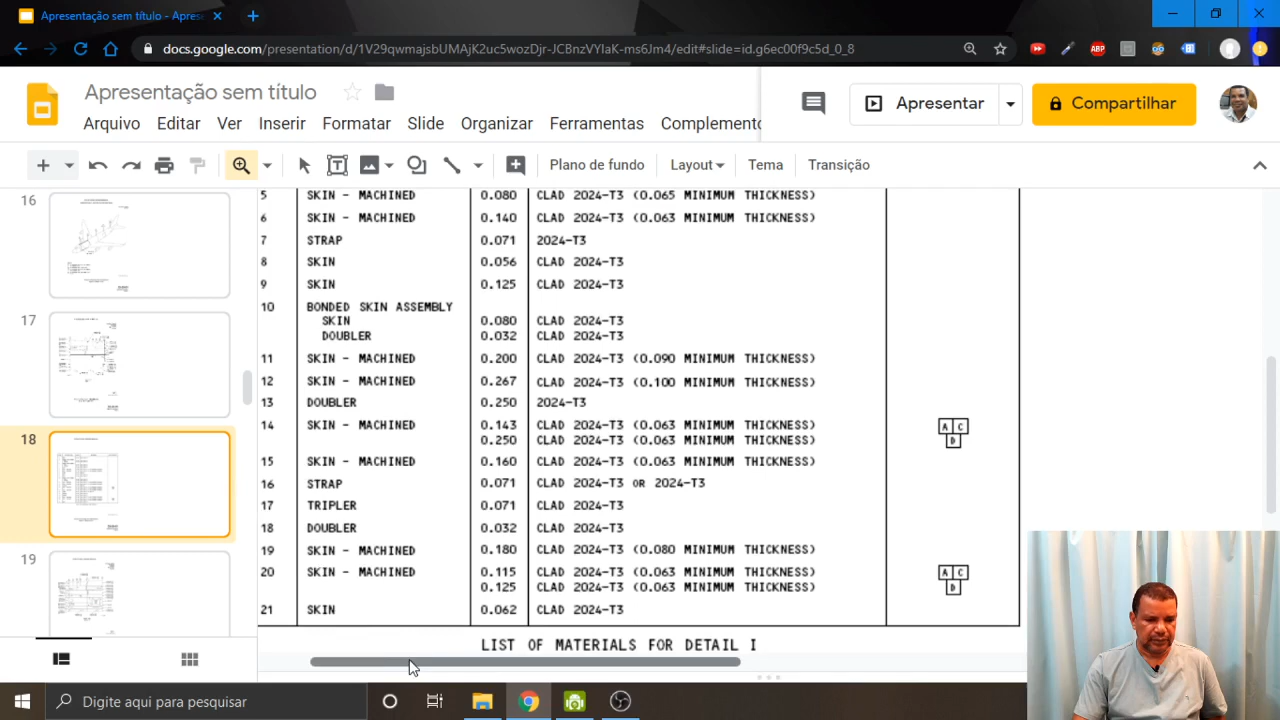 Apresentação sem título - Apres
docs.google.com/presentation/d/1V29qwmajsbUMAjK2uc5wozDjr-JCBnzVYlaK-ms6Jm4/edit#slide=id.g6ec00f9c5d_0_8
ABP
Apresentação sem título
Apresentar
Compartilhar
Arquivo Editar Ver Inserir Formatar Slide Organizar Ferramentas Complemento
Plano de fundo Layout Tema Transição
16
17
18
19
5 SKIN - MACHINED 0.080 CLAD 2024-T3 (0.065 MINIMUM THICKNESS)
6 SKIN - MACHINED 0.140 CLAD 2024-T3 (0.063 MINIMUM THICKNESS)
7 STRAP 0.071 2024-T3
8 SKIN 0.056 CLAD 2024-T3
9 SKIN 0.125 CLAD 2024-T3
10 BONDED SKIN ASSEMBLY
SKIN 0.080 CLAD 2024-T3
DOUBLER 0.032 CLAD 2024-T3
11 SKIN - MACHINED 0.200 CLAD 2024-T3 (0.090 MINIMUM THICKNESS)
12 SKIN - MACHINED 0.267 CLAD 2024-T3 (0.100 MINIMUM THICKNESS)
13 DOUBLER 0.250 2024-T3
14 SKIN - MACHINED 0.143 CLAD 2024-T3 (0.063 MINIMUM THICKNESS) A C
0.250 CLAD 2024-T3 (0.063 MINIMUM THICKNESS) D
15 SKIN - MACHINED 0.160 CLAD 2024-T3 (0.063 MINIMUM THICKNESS)
16 STRAP 0.071 CLAD 2024-T3 OR 2024-T3
17 TRIPLER 0.071 CLAD 2024-T3
18 DOUBLER 0.032 CLAD 2024-T3
19 SKIN - MACHINED 0.180 CLAD 2024-T3 (0.080 MINIMUM THICKNESS)
20 SKIN - MACHINED 0.115 CLAD 2024-T3 (0.063 MINIMUM THICKNESS) A C
0.125 CLAD 2024-T3 (0.063 MINIMUM THICKNESS) D
21 SKIN 0.062 CLAD 2024-T3
LIST OF MATERIALS FOR DETAIL I
Digite aqui para pesquisar